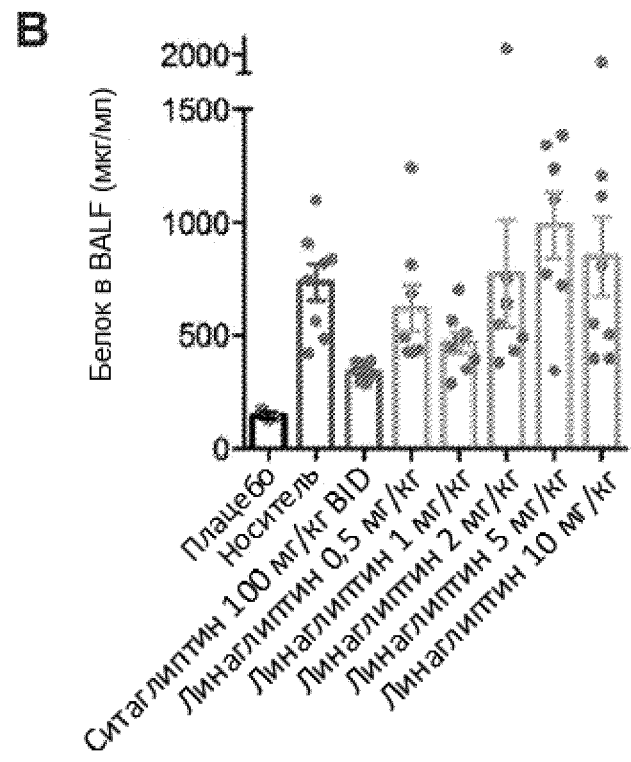 B
Белок в BALF (мкг/мл)
2000
1500
1000
500
0
Плацебо
Носитель
Ситаглиптин 100 мг/кг BID
Линаглиптин 0,5 мг/кг
Линаглиптин 1 мг/кг
Линаглиптин 2 мг/кг
Линаглиптин 5 мг/кг
Линаглиптин 10 мг/кг